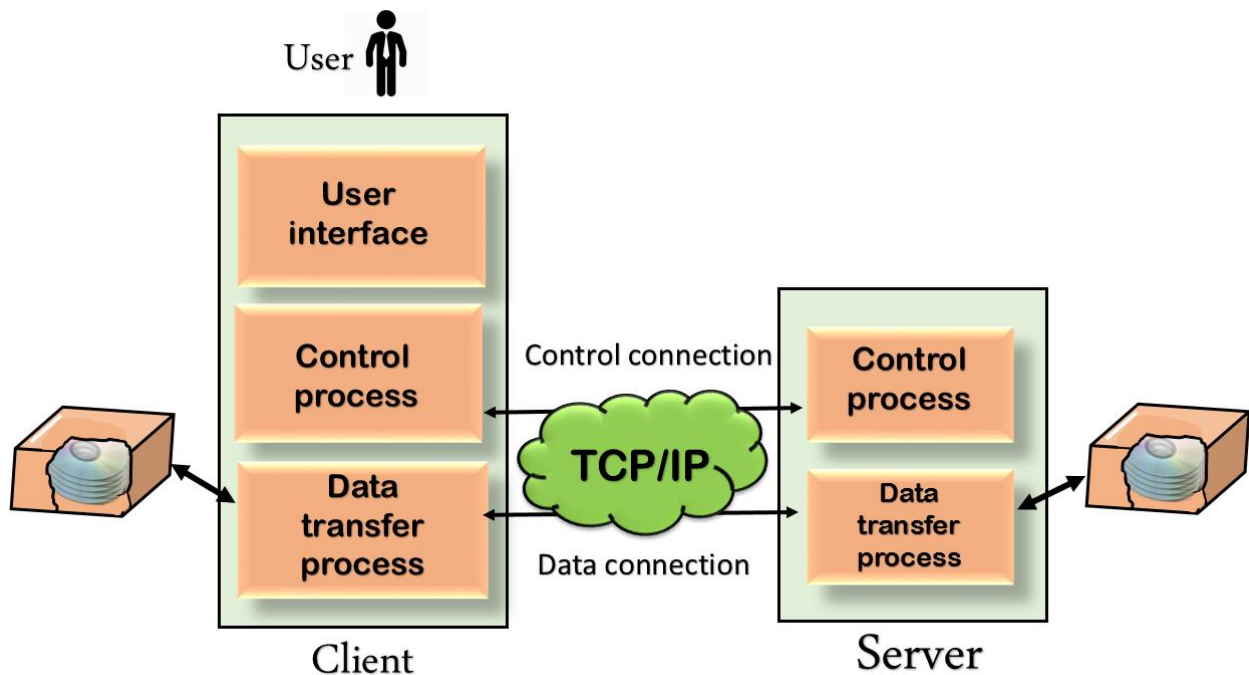 User
User
interface
Control
process
Data
transfer
process
Client
Control connection
TCP/IP
Data connection
Control
process
Data
transfer
process
Server